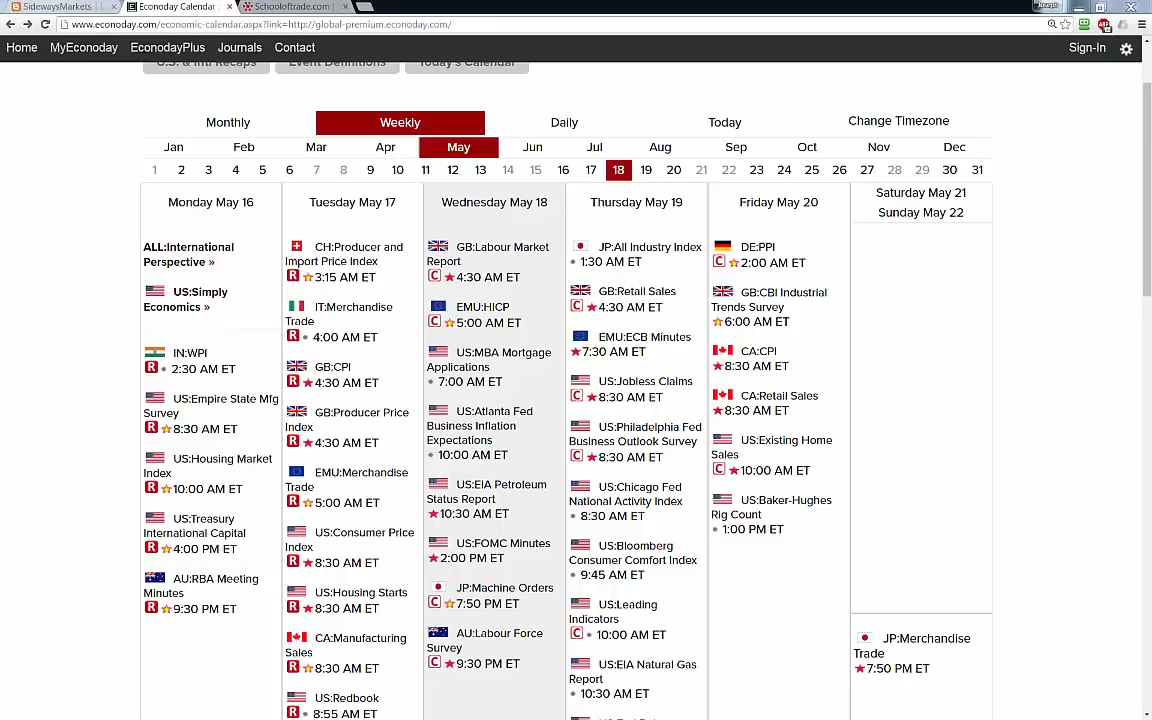 SidewaysMarkets
Econoday Calendar
Schooloftrade.com |
www.econoday.com/economic-calendar.aspx?link=http://global-premium.econoday.com/
Home MyEconoday EconodayPlus Journals Contact Sign-In
U.S. & Int'l Recaps Event Definitions Today's Calendar
Monthly Weekly Daily Today Change Timezone
Jan Feb Mar Apr May Jun Jul Aug Sep Oct Nov Dec
1 2 3 4 5 6 7 8 9 10 11 12 13 14 15 16 17 18 19 20 21 22 23 24 25 26 27 28 29 30 31
Monday May 16
ALL:International
Perspective »
US:Simply
Economics »
IN:WPI
R 2:30 AM ET
US:Empire State Mfg
Survey
R 8:30 AM ET
US:Housing Market
Index
R 10:00 AM ET
US:Treasury
International Capital
R 4:00 PM ET
AU:RBA Meeting
Minutes
R 9:30 PM ET
Tuesday May 17
CH:Producer and
Import Price Index
R 3:15 AM ET
IT:Merchandise
Trade
R 4:00 AM ET
GB:CPI
R 4:30 AM ET
GB:Producer Price
Index
R 4:30 AM ET
EMU:Merchandise
Trade
R 5:00 AM ET
US:Consumer Price
Index
R 8:30 AM ET
US:Housing Starts
R 8:30 AM ET
CA:Manufacturing
Sales
R 8:30 AM ET
US:Redbook
R 8:55 AM ET
Wednesday May 18
GB:Labour Market
Report
C 4:30 AM ET
EMU:HICP
C 5:00 AM ET
US:MBA Mortgage
Applications
7:00 AM ET
US:Atlanta Fed
Business Inflation
Expectations
10:00 AM ET
US:EIA Petroleum
Status Report
10:30 AM ET
US:FOMC Minutes
2:00 PM ET
JP:Machine Orders
C 7:50 PM ET
AU:Labour Force
Survey
C 9:30 PM ET
Thursday May 19
JP:All Industry Index
1:30 AM ET
GB:Retail Sales
C 4:30 AM ET
EMU:ECB Minutes
7:30 AM ET
US:Jobless Claims
C 8:30 AM ET
US:Philadelphia Fed
Business Outlook Survey
C 8:30 AM ET
US:Chicago Fed
National Activity Index
8:30 AM ET
US:Bloomberg
Consumer Comfort Index
9:45 AM ET
US:Leading
Indicators
C 10:00 AM ET
US:EIA Natural Gas
Report
10:30 AM ET
Friday May 20
DE:PPI
C 2:00 AM ET
GB:CBI Industrial
Trends Survey
6:00 AM ET
CA:CPI
8:30 AM ET
CA:Retail Sales
8:30 AM ET
US:Existing Home
Sales
C 10:00 AM ET
US:Baker-Hughes
Rig Count
1:00 PM ET
Saturday May 21
Sunday May 22
JP:Merchandise
Trade
7:50 PM ET